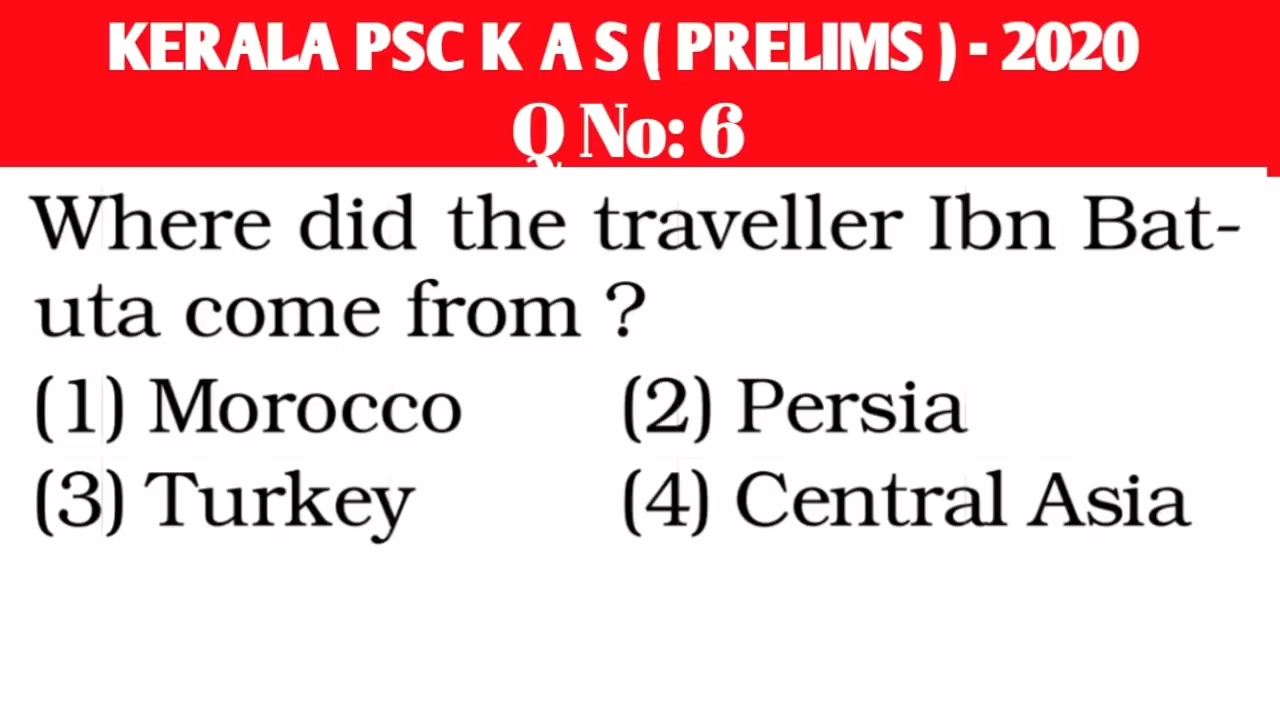 KERALA PSC K A S ( PRELIMS ) - 2020
Q No: 6
Where did the traveller Ibn Bat-
uta come from ?
(1) Morocco (2) Persia
(3) Turkey (4) Central Asia